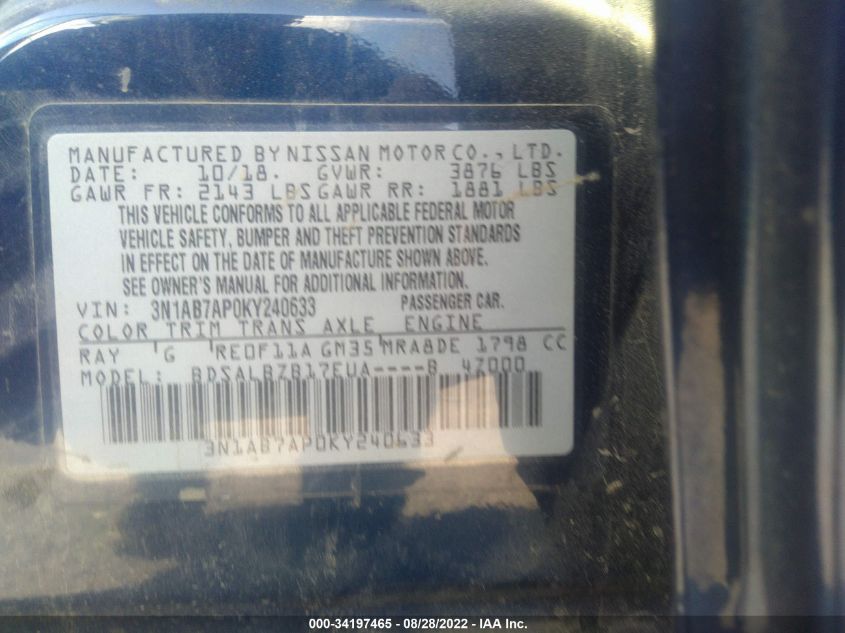 MANUFACTURED BY NISSAN MOTOR CO., LTD.
DATE: 10/18. GVWR: 3876 LBS
GAWR FR: 2143 LBS GAWR RR: 1881 LBS
THIS VEHICLE CONFORMS TO ALL APPLICABLE FEDERAL MOTOR
VEHICLE SAFETY, BUMPER AND THEFT PREVENTION STANDARDS
IN EFFECT ON THE DATE OF MANUFACTURE SHOWN ABOVE.
SEE OWNER'S MANUAL FOR ADDITIONAL INFORMATION.
VIN: 3N1AB7AP0KY240633 PASSENGER CAR.
COLOR TRIM TRANS AXLE ENGINE
RAY G RE0F11A GM35 MRA8DE 1798 CC
MODEL: BDSALBZB17EUA----B 4Z000
3N1AB7AP0KY240633
000-34197465 - 08/28/2022 - IAA Inc.